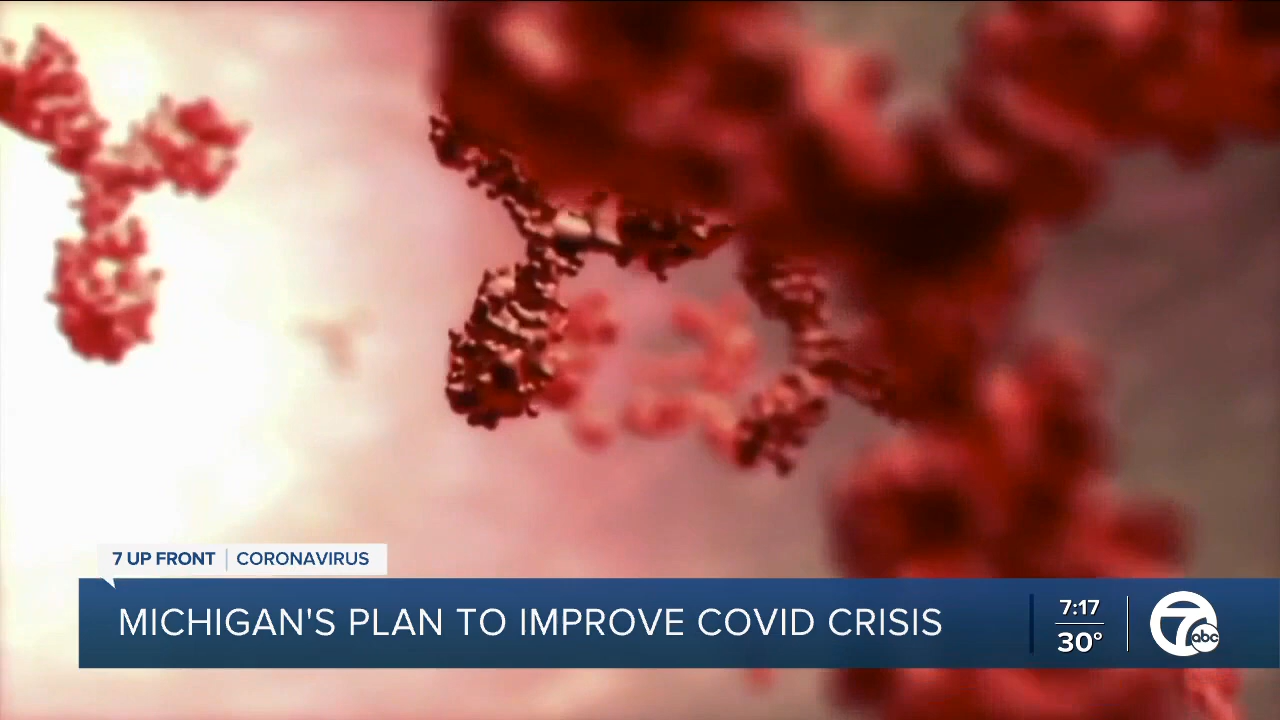 7 UP FRONT | CORONAVIRUS
MICHIGAN'S PLAN TO IMPROVE COVID CRISIS
7:17
30°
7 abc